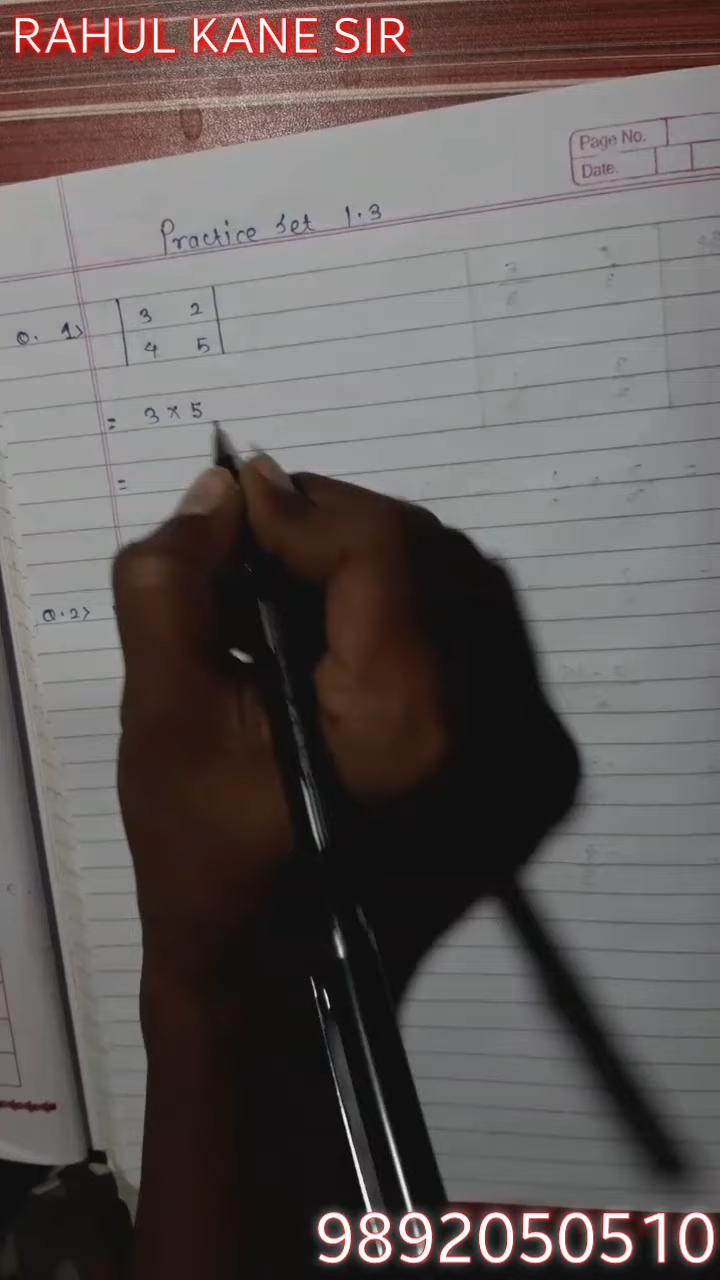 RAHUL KANE SIR
Page No.
Date.
Practice Set 1.3
Q. 1> | 3 2 |
| 4 5 |
= 3 × 5
=
Q.2>
9892050510